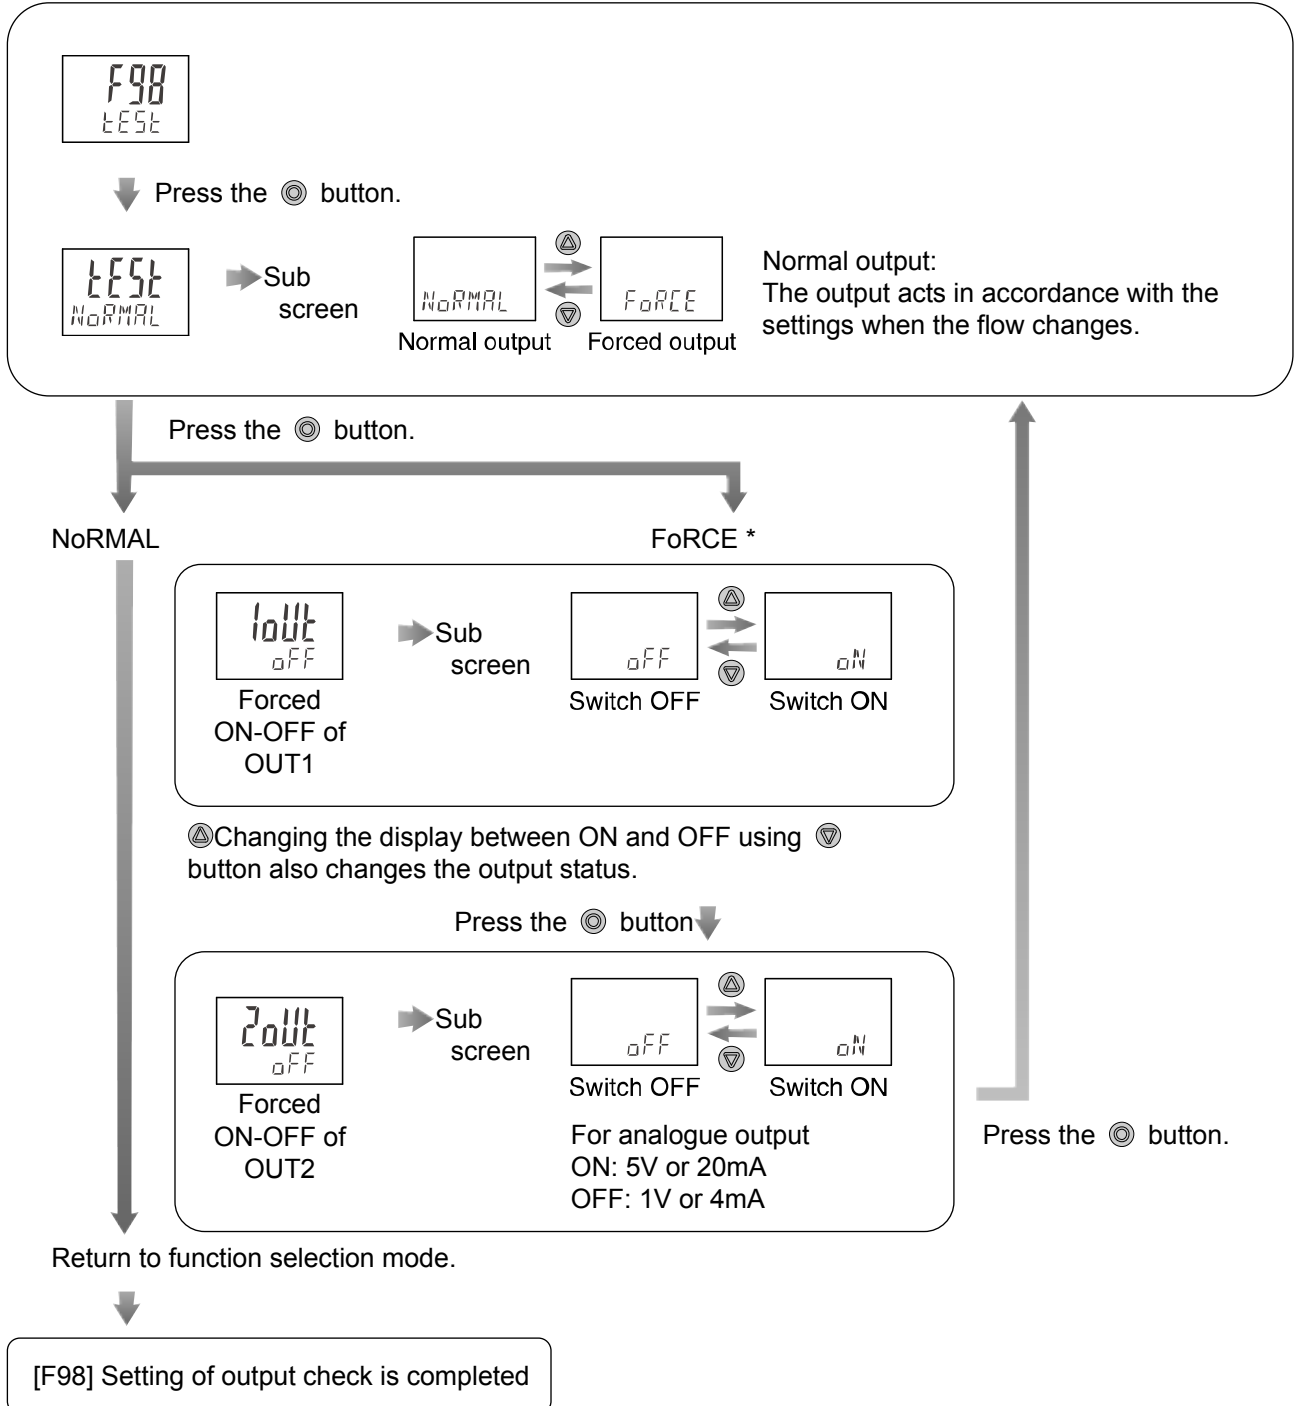 F98
tESt
Press the button.
tESt
NoRMAL
Sub
screen
NoRMAL
FoRCE
Normal output
Forced output
Normal output:
The output acts in accordance with the
settings when the flow changes.
Press the button.
NoRMAL
FoRCE *
1oUt
oFF
Forced
ON-OFF of
OUT1
Sub
screen
oFF
oN
Switch OFF
Switch ON
Changing the display between ON and OFF using
button also changes the output status.
Press the button
2oUt
oFF
Forced
ON-OFF of
OUT2
Sub
screen
oFF
oN
Switch OFF
Switch ON
For analogue output
ON: 5V or 20mA
OFF: 1V or 4mA
Press the button.
Return to function selection mode.
[F98] Setting of output check is completed